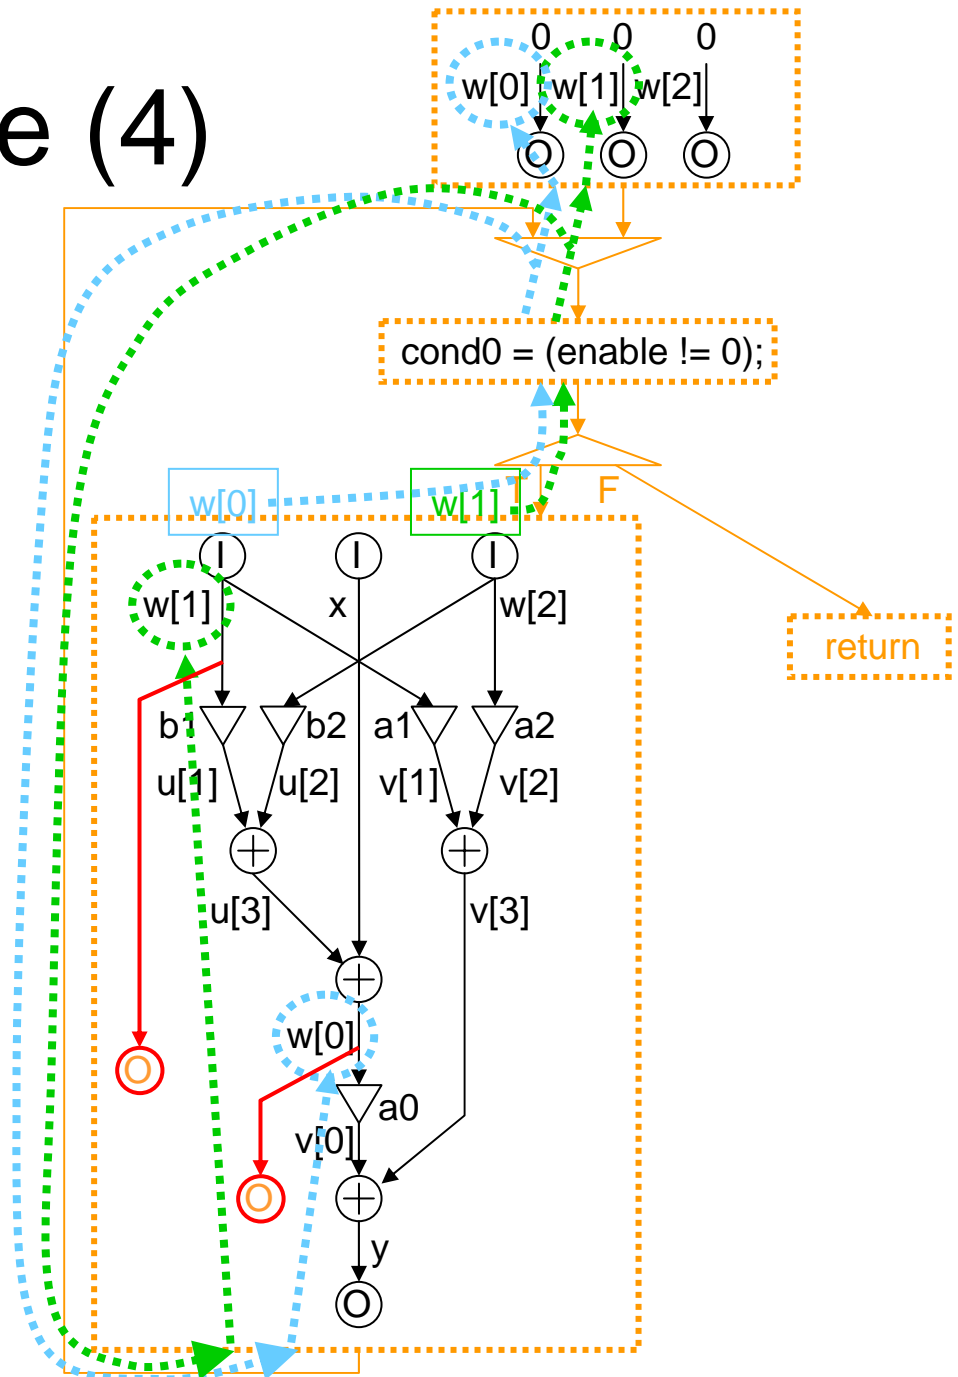 0 0 0
w[0] w[1] w[2]
e (4)
O O O
cond0 = (enable != 0);
T F
w[0] w[1]
I I I
w[1] x w[2]
return
b1 b2 a1 a2
u[1] u[2] v[1] v[2]
u[3] v[3]
w[0]
O
a0
v[0]
O
y
O